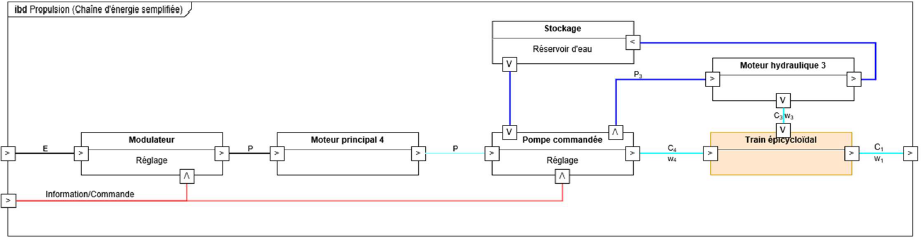 ibd Propulsion (Chaîne d'énergie semplifiée)
Stockage
Réservoir d'eau
Moteur hydraulique 3
P3
C3 w3
Modulateur
Réglage
Moteur principal 4
Pompe commandée
Réglage
Train épicycloïdal
E
P
P
C4
w4
C1
w1
Information/Commande